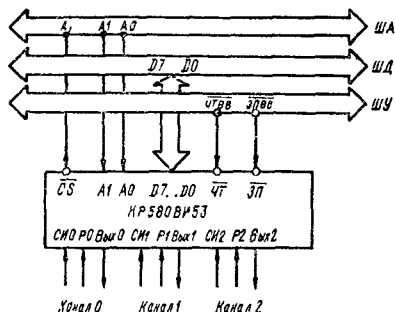 A₁ A1 A0 ША
D7 D0 ШД
ЧТВВ ЗПВВ ШУ
CS A1 A0 D7..D0 ЧТ ЗП
КР580ВИ53
СИ0 Р0 Вых0 СИ1 Р1 Вых1 СИ2 Р2 Вых2
Канал 0 Канал 1 Канал 2